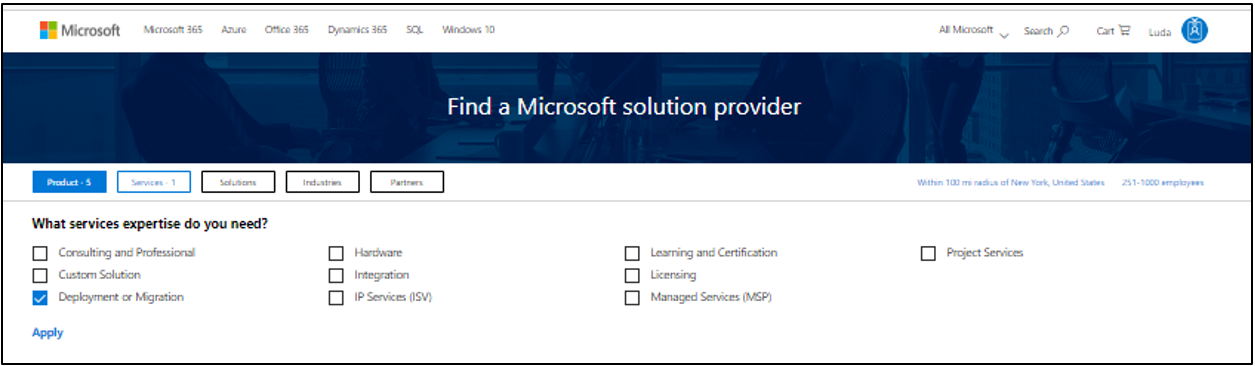 Microsoft Microsoft 365 Azure Office 365 Dynamics 365 SQL Windows 10 All Microsoft Search Cart Luda
Find a Microsoft solution provider
Product - 5 Services - 1 Solutions Industries Partners Within 100 mi radius of New York, United States 251-1000 employees
What services expertise do you need?
Consulting and Professional Hardware Learning and Certification Project Services
Custom Solution Integration Licensing
Deployment or Migration IP Services (ISV) Managed Services (MSP)
Apply